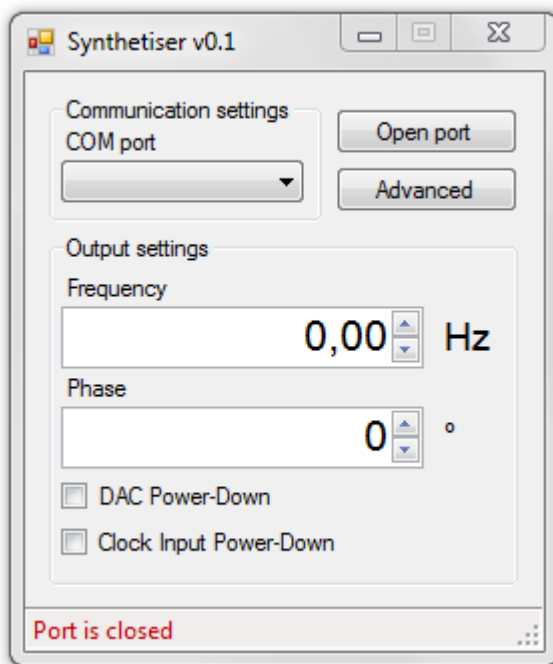 Synthetiser v0.1
Communication settings
COM port
Open port
Advanced
Output settings
Frequency
0,00 Hz
Phase
0 °
DAC Power-Down
Clock Input Power-Down
Port is closed